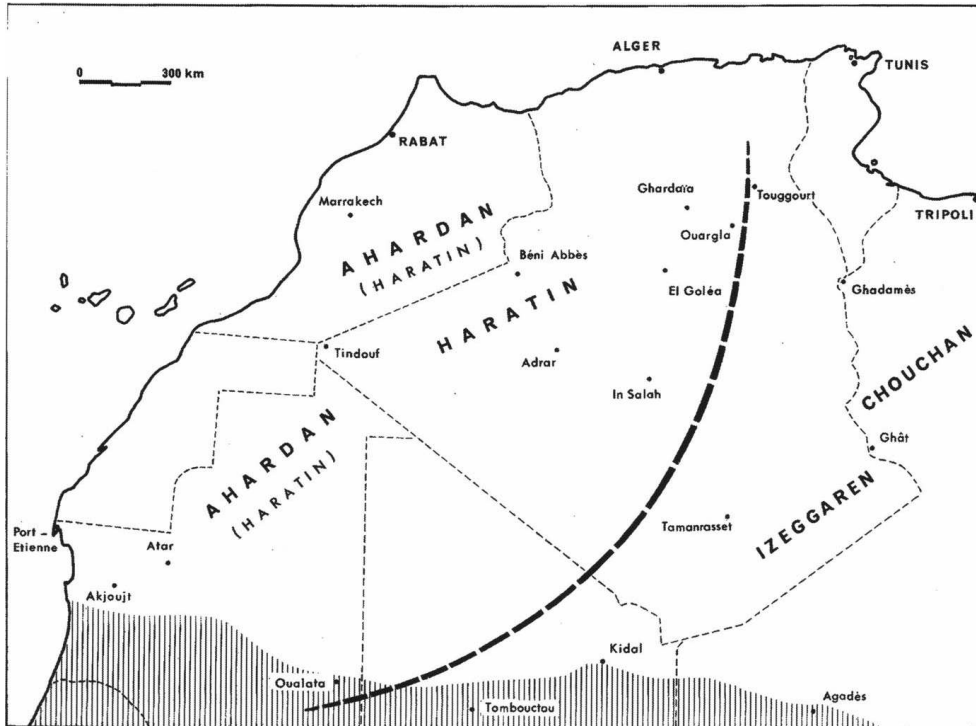 ALGER
TUNIS
0 300 km
RABAT
Ghardaïa
Touggourt
Marrakech
TRIPOLI
Ouargla
AHARDAN
(HARATIN)
Béni Abbès
El Goléa
Ghadamès
HARATIN
Tindouf
Adrar
In Salah
CHOUCHAN
AHARDAN
(HARATIN)
Ghât
IZEGGAREN
Tamanrasset
Port -
Etienne
Atar
Akjoujt
Kidal
Oualata
Tombouctou
Agadès